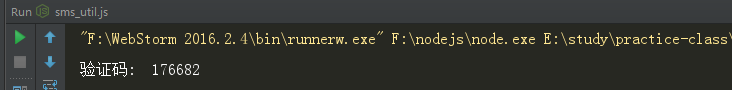 Run sms_util.js
"F:\WebStorm 2016.2.4\bin\runnerw.exe" F:\nodejs\node.exe E:\study\practice-class\
验证码: 176682